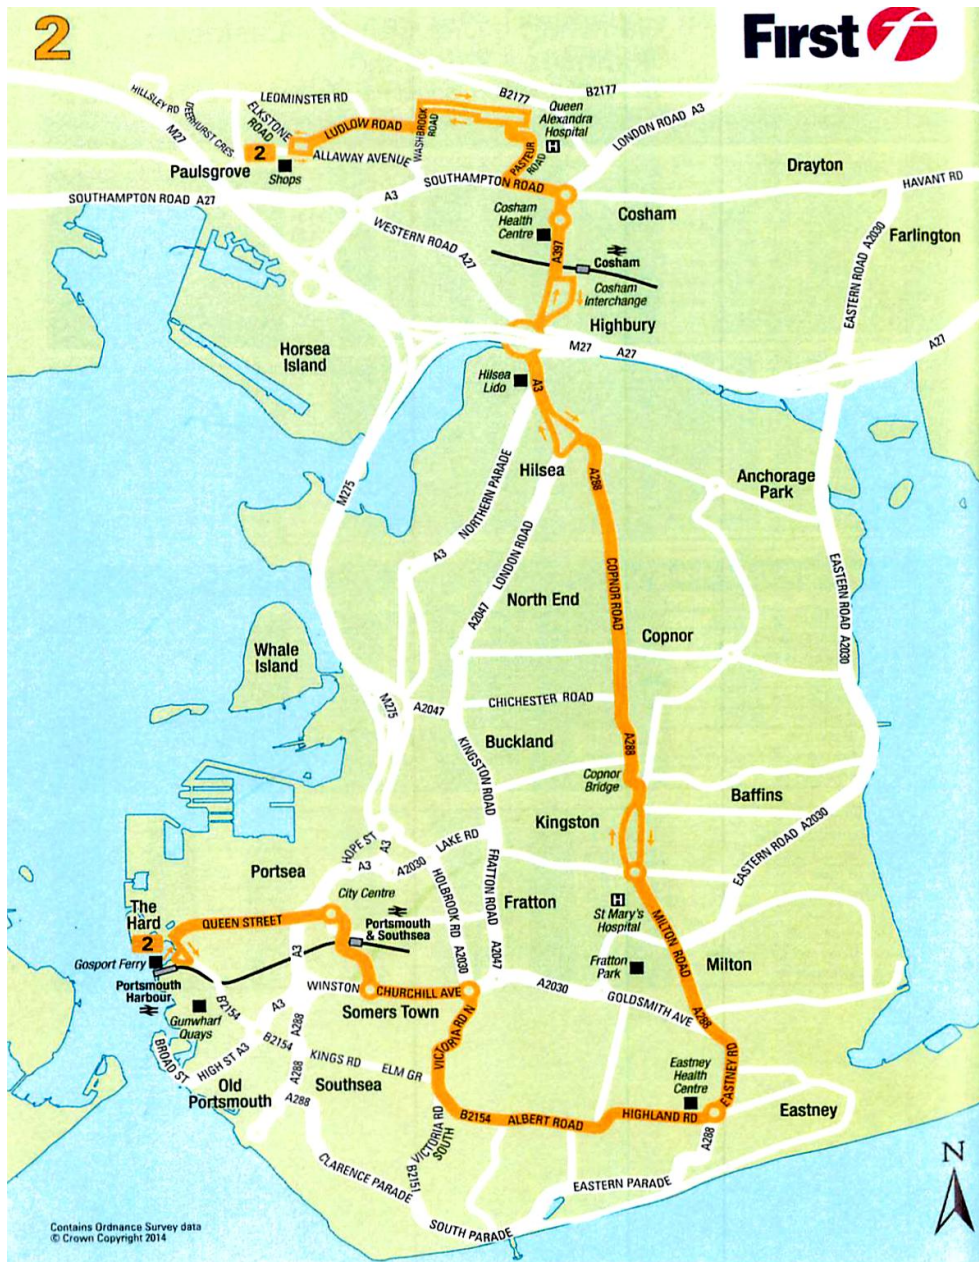 2
First
HILLSLEY RD
DEERHURST CRES
M27
LEOMINSTER RD
ELKSTONE
ROAD
LUDLOW ROAD
WASHBROOK
ROAD
B2177
B2177
Queen
Alexandra
Hospital
H
LONDON ROAD A3
PASTEUR
ROAD
2
ALLAWAY AVENUE
Paulsgrove
Shops
Drayton
SOUTHAMPTON ROAD
A3
HAVANT RD
SOUTHAMPTON ROAD A27
Cosham
Health
Centre
Cosham
WESTERN ROAD A27
A397
Cosham
Farlington
EASTERN ROAD A2030
Cosham
Interchange
Highbury
M27
A27
A27
Horsea
Island
Hilsea
Lido
A3
Hilsea
A288
Anchorage
Park
M275
NORTHERN PARADE
A3
LONDON ROAD
A2047
North End
COPNOR ROAD
EASTERN ROAD A2030
Copnor
Whale
Island
M275
A2047
CHICHESTER ROAD
Buckland
KINGSTON ROAD
A288
Copnor
Bridge
Baffins
Kingston
EASTERN ROAD A2030
HOPE ST
A3
A3
A2030
LAKE RD
Portsea
HOLBROOK RD
FRATTON ROAD
City Centre
Fratton
H
St Mary's
Hospital
MILTON ROAD
The
Hard
2
QUEEN STREET
Portsmouth
& Southsea
A2030
A2047
Gosport Ferry
Fratton
Park
Milton
A3
Portsmouth
Harbour
B2154
WINSTON
CHURCHILL AVE
A2030
GOLDSMITH AVE
A288
Somers Town
Gunwharf
Quays
A3
A288
VICTORIA RD N
BROAD ST
HIGH ST A3
B2154
KINGS RD
ELM GR
EASTNEY RD
Eastney
Health
Centre
Old
Portsmouth
A288
Southsea
A288
B2154
ALBERT ROAD
HIGHLAND RD
Eastney
VICTORIA RD
SOUTH
A288
CLARENCE PARADE
B2151
EASTERN PARADE
SOUTH PARADE
N
Contains Ordnance Survey data
© Crown Copyright 2014